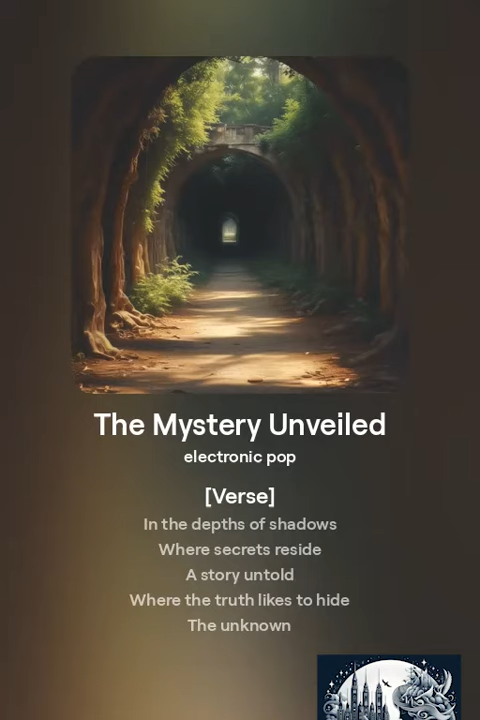 The Mystery Unveiled
electronic pop
[Verse]
In the depths of shadows
Where secrets reside
A story untold
Where the truth likes to hide
The unknown